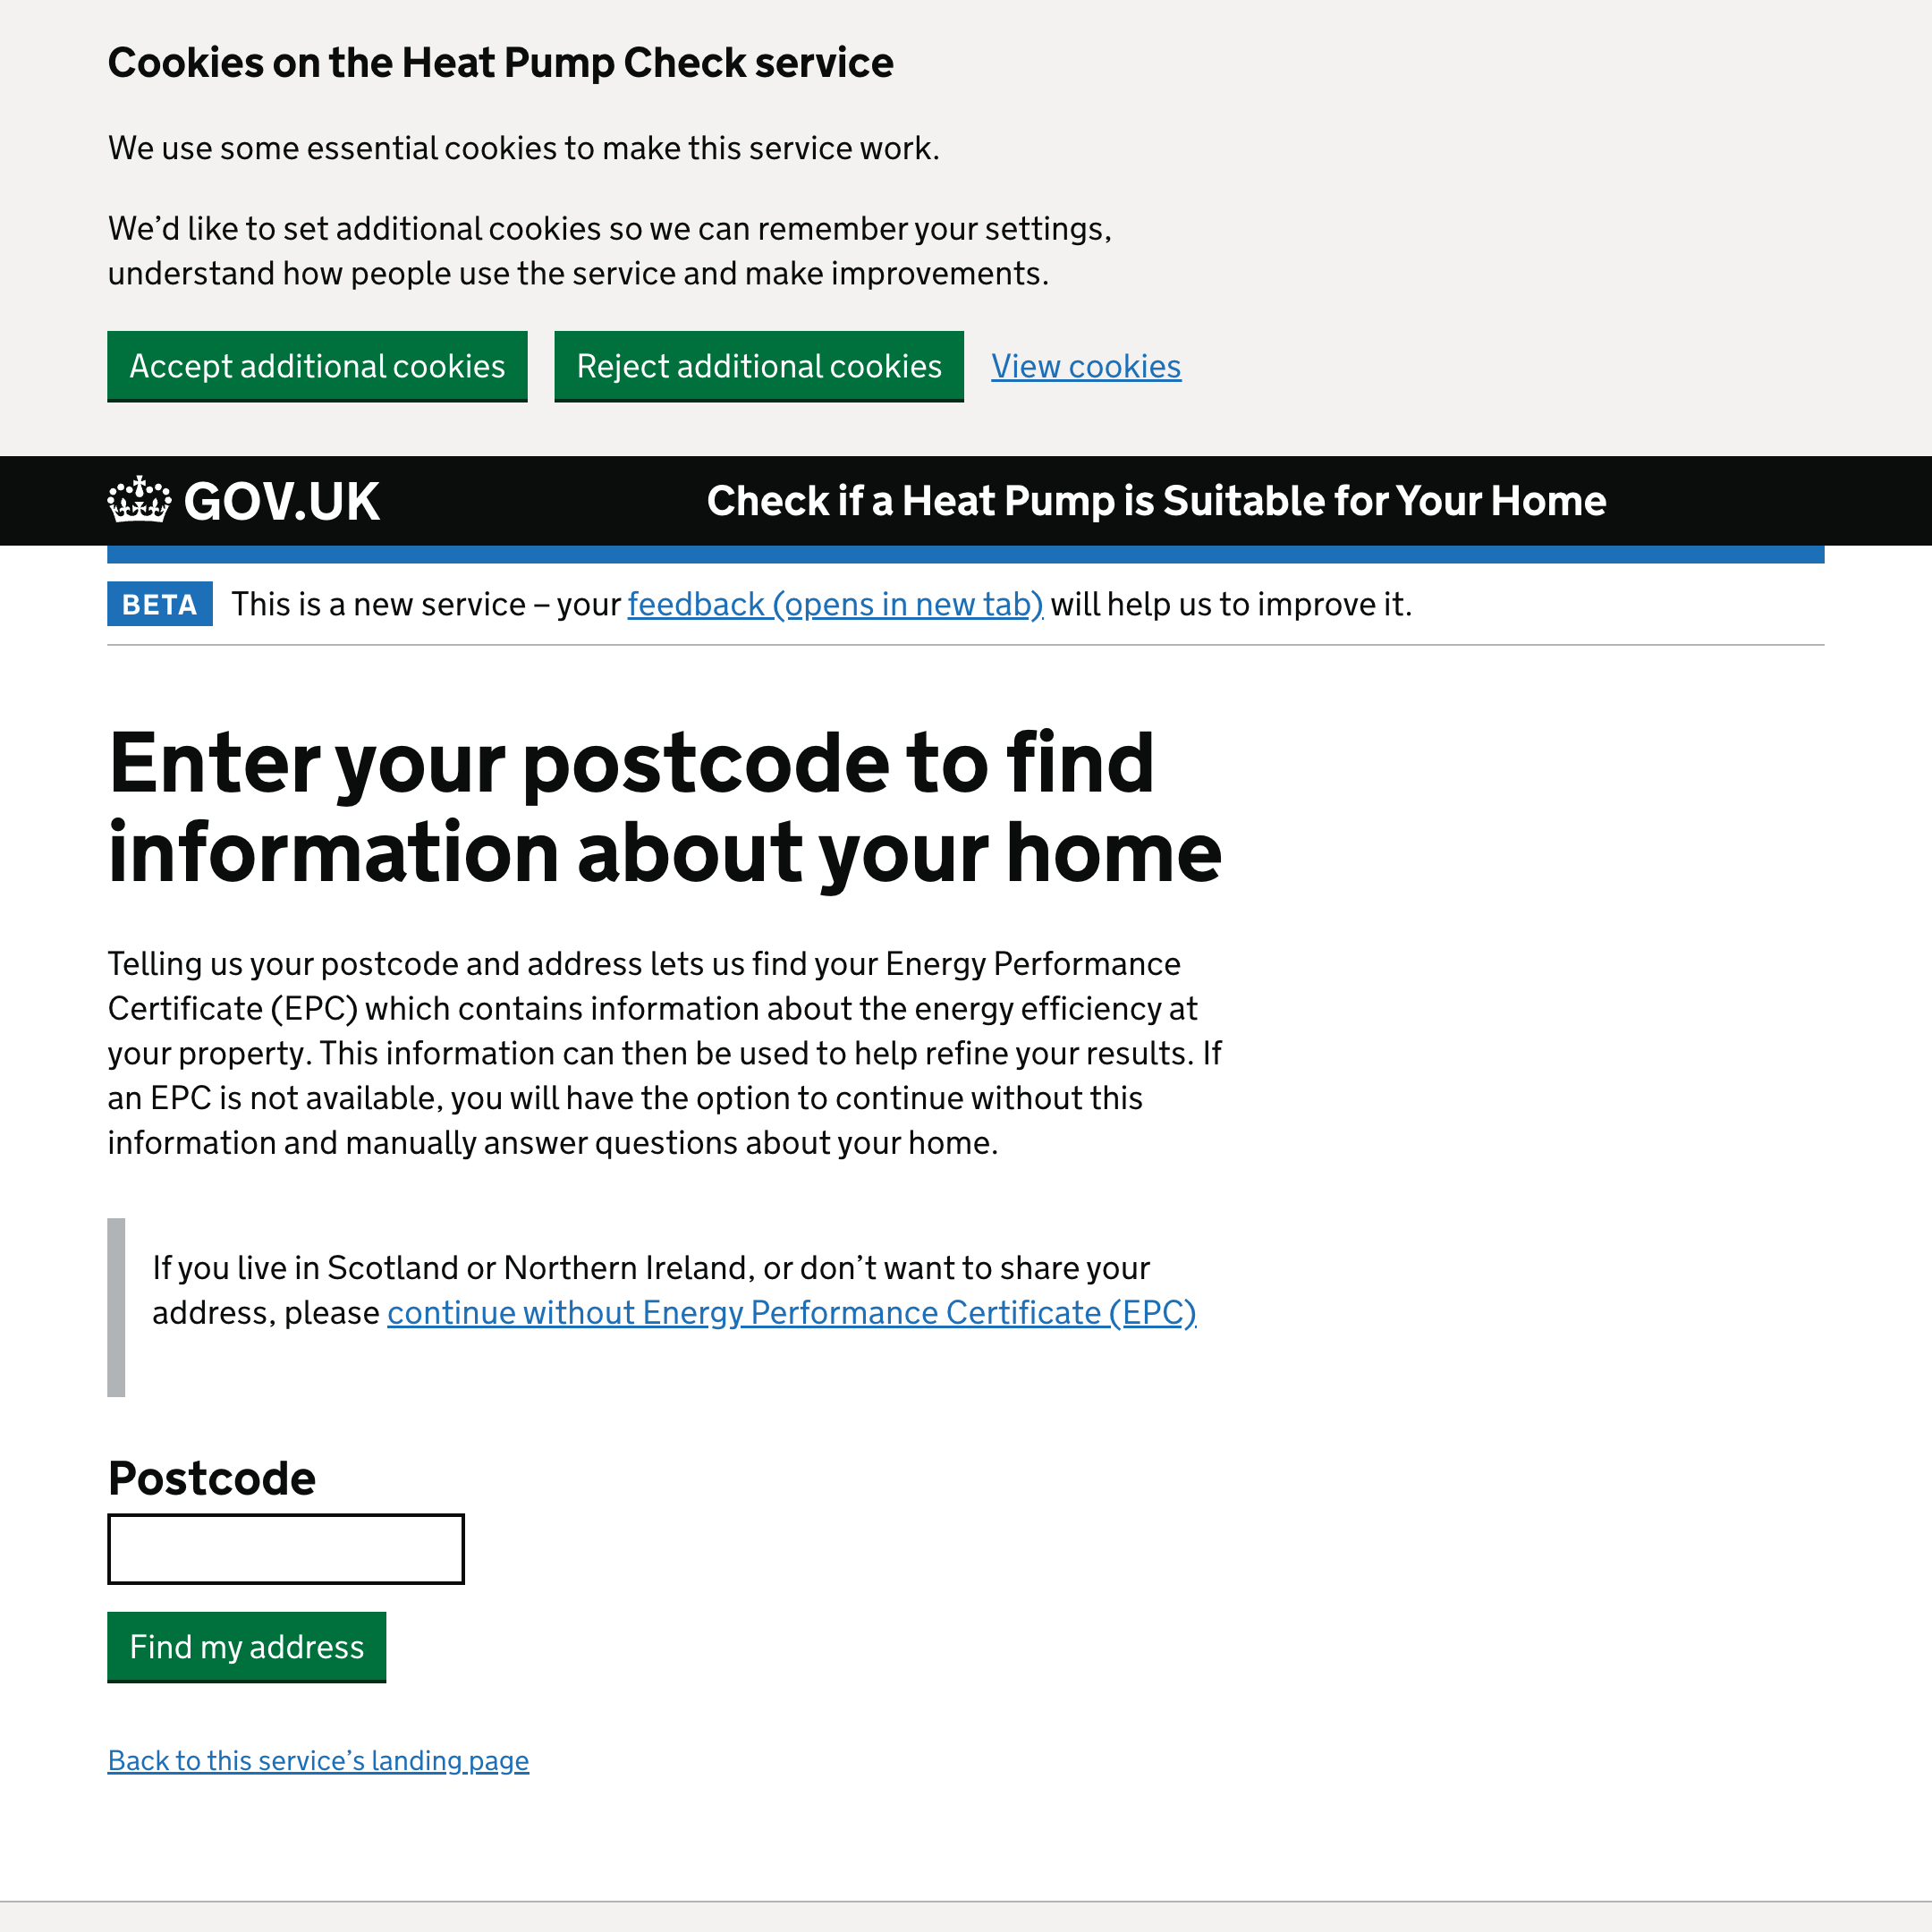 Cookies on the Heat Pump Check service
We use some essential cookies to make this service work.
We’d like to set additional cookies so we can remember your settings,
understand how people use the service and make improvements.
Accept additional cookies
Reject additional cookies
View cookies
GOV.UK
Check if a Heat Pump is Suitable for Your Home
BETA
This is a new service – your feedback (opens in new tab) will help us to improve it.
Enter your postcode to find
information about your home
Telling us your postcode and address lets us find your Energy Performance
Certificate (EPC) which contains information about the energy efficiency at
your property. This information can then be used to help refine your results. If
an EPC is not available, you will have the option to continue without this
information and manually answer questions about your home.
If you live in Scotland or Northern Ireland, or don’t want to share your
address, please continue without Energy Performance Certificate (EPC)
Postcode
Find my address
Back to this service’s landing page